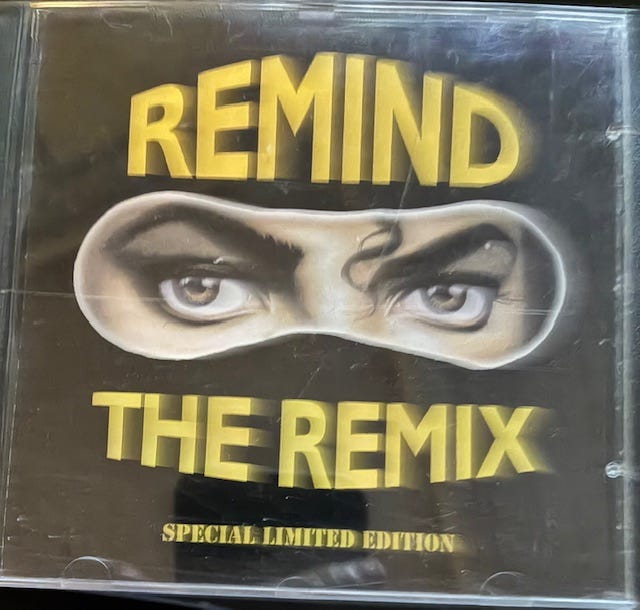 REMIND
THE REMIX
SPECIAL LIMITED EDITION